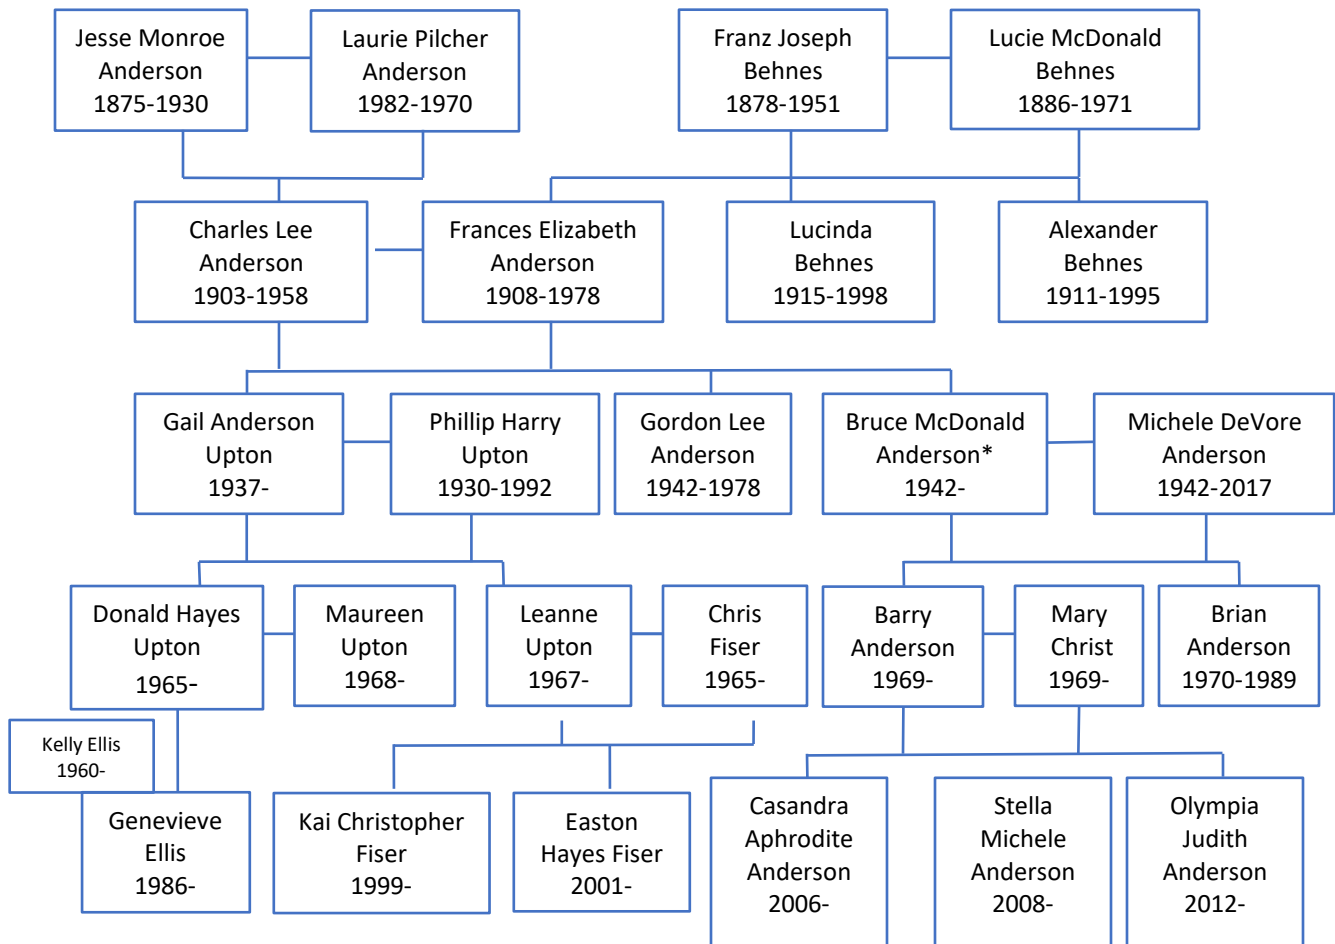 Jesse Monroe
Anderson
1875-1930
Laurie Pilcher
Anderson
1982-1970
Franz Joseph
Behnes
1878-1951
Lucie McDonald
Behnes
1886-1971
Charles Lee
Anderson
1903-1958
Frances Elizabeth
Anderson
1908-1978
Lucinda
Behnes
1915-1998
Alexander
Behnes
1911-1995
Gail Anderson
Upton
1937-
Phillip Harry
Upton
1930-1992
Gordon Lee
Anderson
1942-1978
Bruce McDonald
Anderson*
1942-
Michele DeVore
Anderson
1942-2017
Donald Hayes
Upton
1965-
Maureen
Upton
1968-
Leanne
Upton
1967-
Chris
Fiser
1965-
Barry
Anderson
1969-
Mary
Christ
1969-
Brian
Anderson
1970-1989
Kelly Ellis
1960-
Genevieve
Ellis
1986-
Kai Christopher
Fiser
1999-
Easton
Hayes Fiser
2001-
Casandra
Aphrodite
Anderson
2006-
Stella
Michele
Anderson
2008-
Olympia
Judith
Anderson
2012-